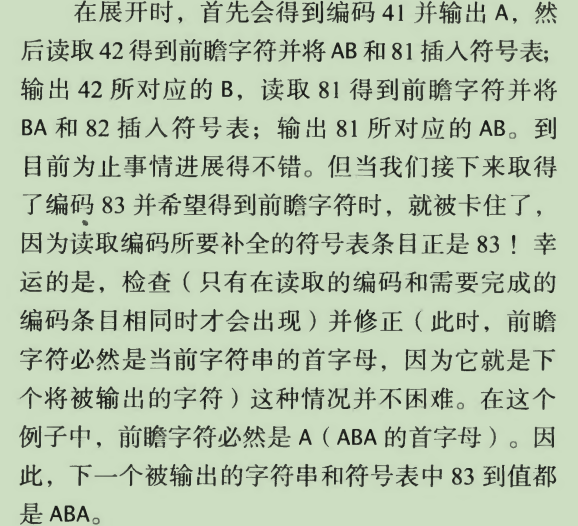 在展开时，首先会得到编码 41 并输出 A，然
后读取 42 得到前瞻字符并将 AB 和 81 插入符号表；
输出 42 所对应的 B，读取 81 得到前瞻字符并将
BA 和 82 插入符号表；输出 81 所对应的 AB。到
目前为止事情进展得不错。但当我们接下来取得
了编码 83 并希望得到前瞻字符时，就被卡住了，
因为读取编码所要补全的符号表条目正是 83！幸
运的是，检查（只有在读取的编码和需要完成的
编码条目相同时才会出现）并修正（此时，前瞻
字符必然是当前字符串的首字母，因为它就是下
个将被输出的字符）这种情况并不困难。在这个
例子中，前瞻字符必然是 A（ABA 的首字母）。因
此，下一个被输出的字符串和符号表中 83 到值都
是 ABA。